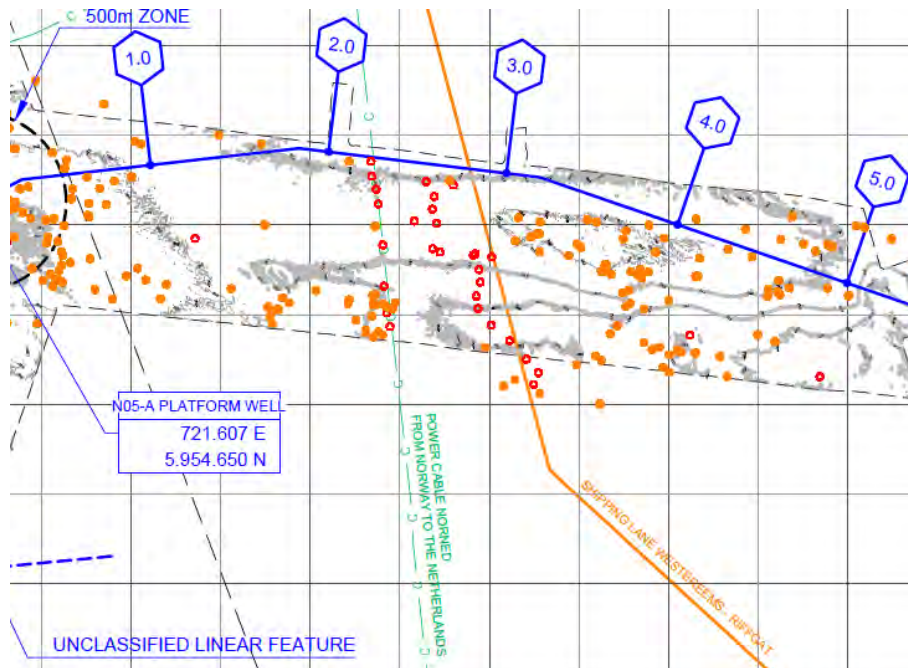 500m ZONE
1.0
2.0
3.0
4.0
5.0
N05-A PLATFORM WELL
721.607 E
5.954.650 N
POWER CABLE NORNED
FROM NORWAY TO THE NETHERLANDS
SHIPPING LANE WESTEREEMS - RIFFGAT
UNCLASSIFIED LINEAR FEATURE
C
C
C
C
C
C
C